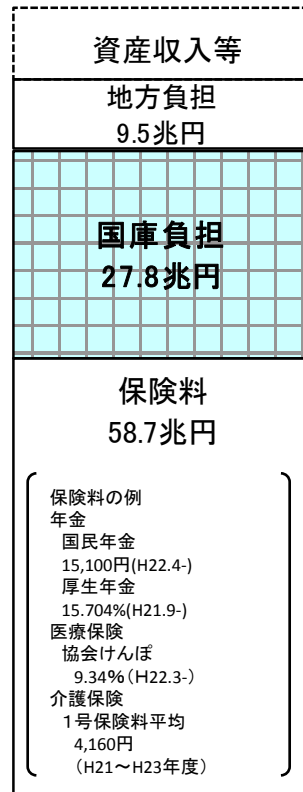 資産収入等
地方負担
9.5兆円
国庫負担
27.8兆円
保険料
58.7兆円
保険料の例
年金
国民年金
15,100円(H22.4-)
厚生年金
15.704%(H21.9-)
医療保険
協会けんぽ
9.34%(H22.3-)
介護保険
1号保険料平均
4,160円
(H21～H23年度)